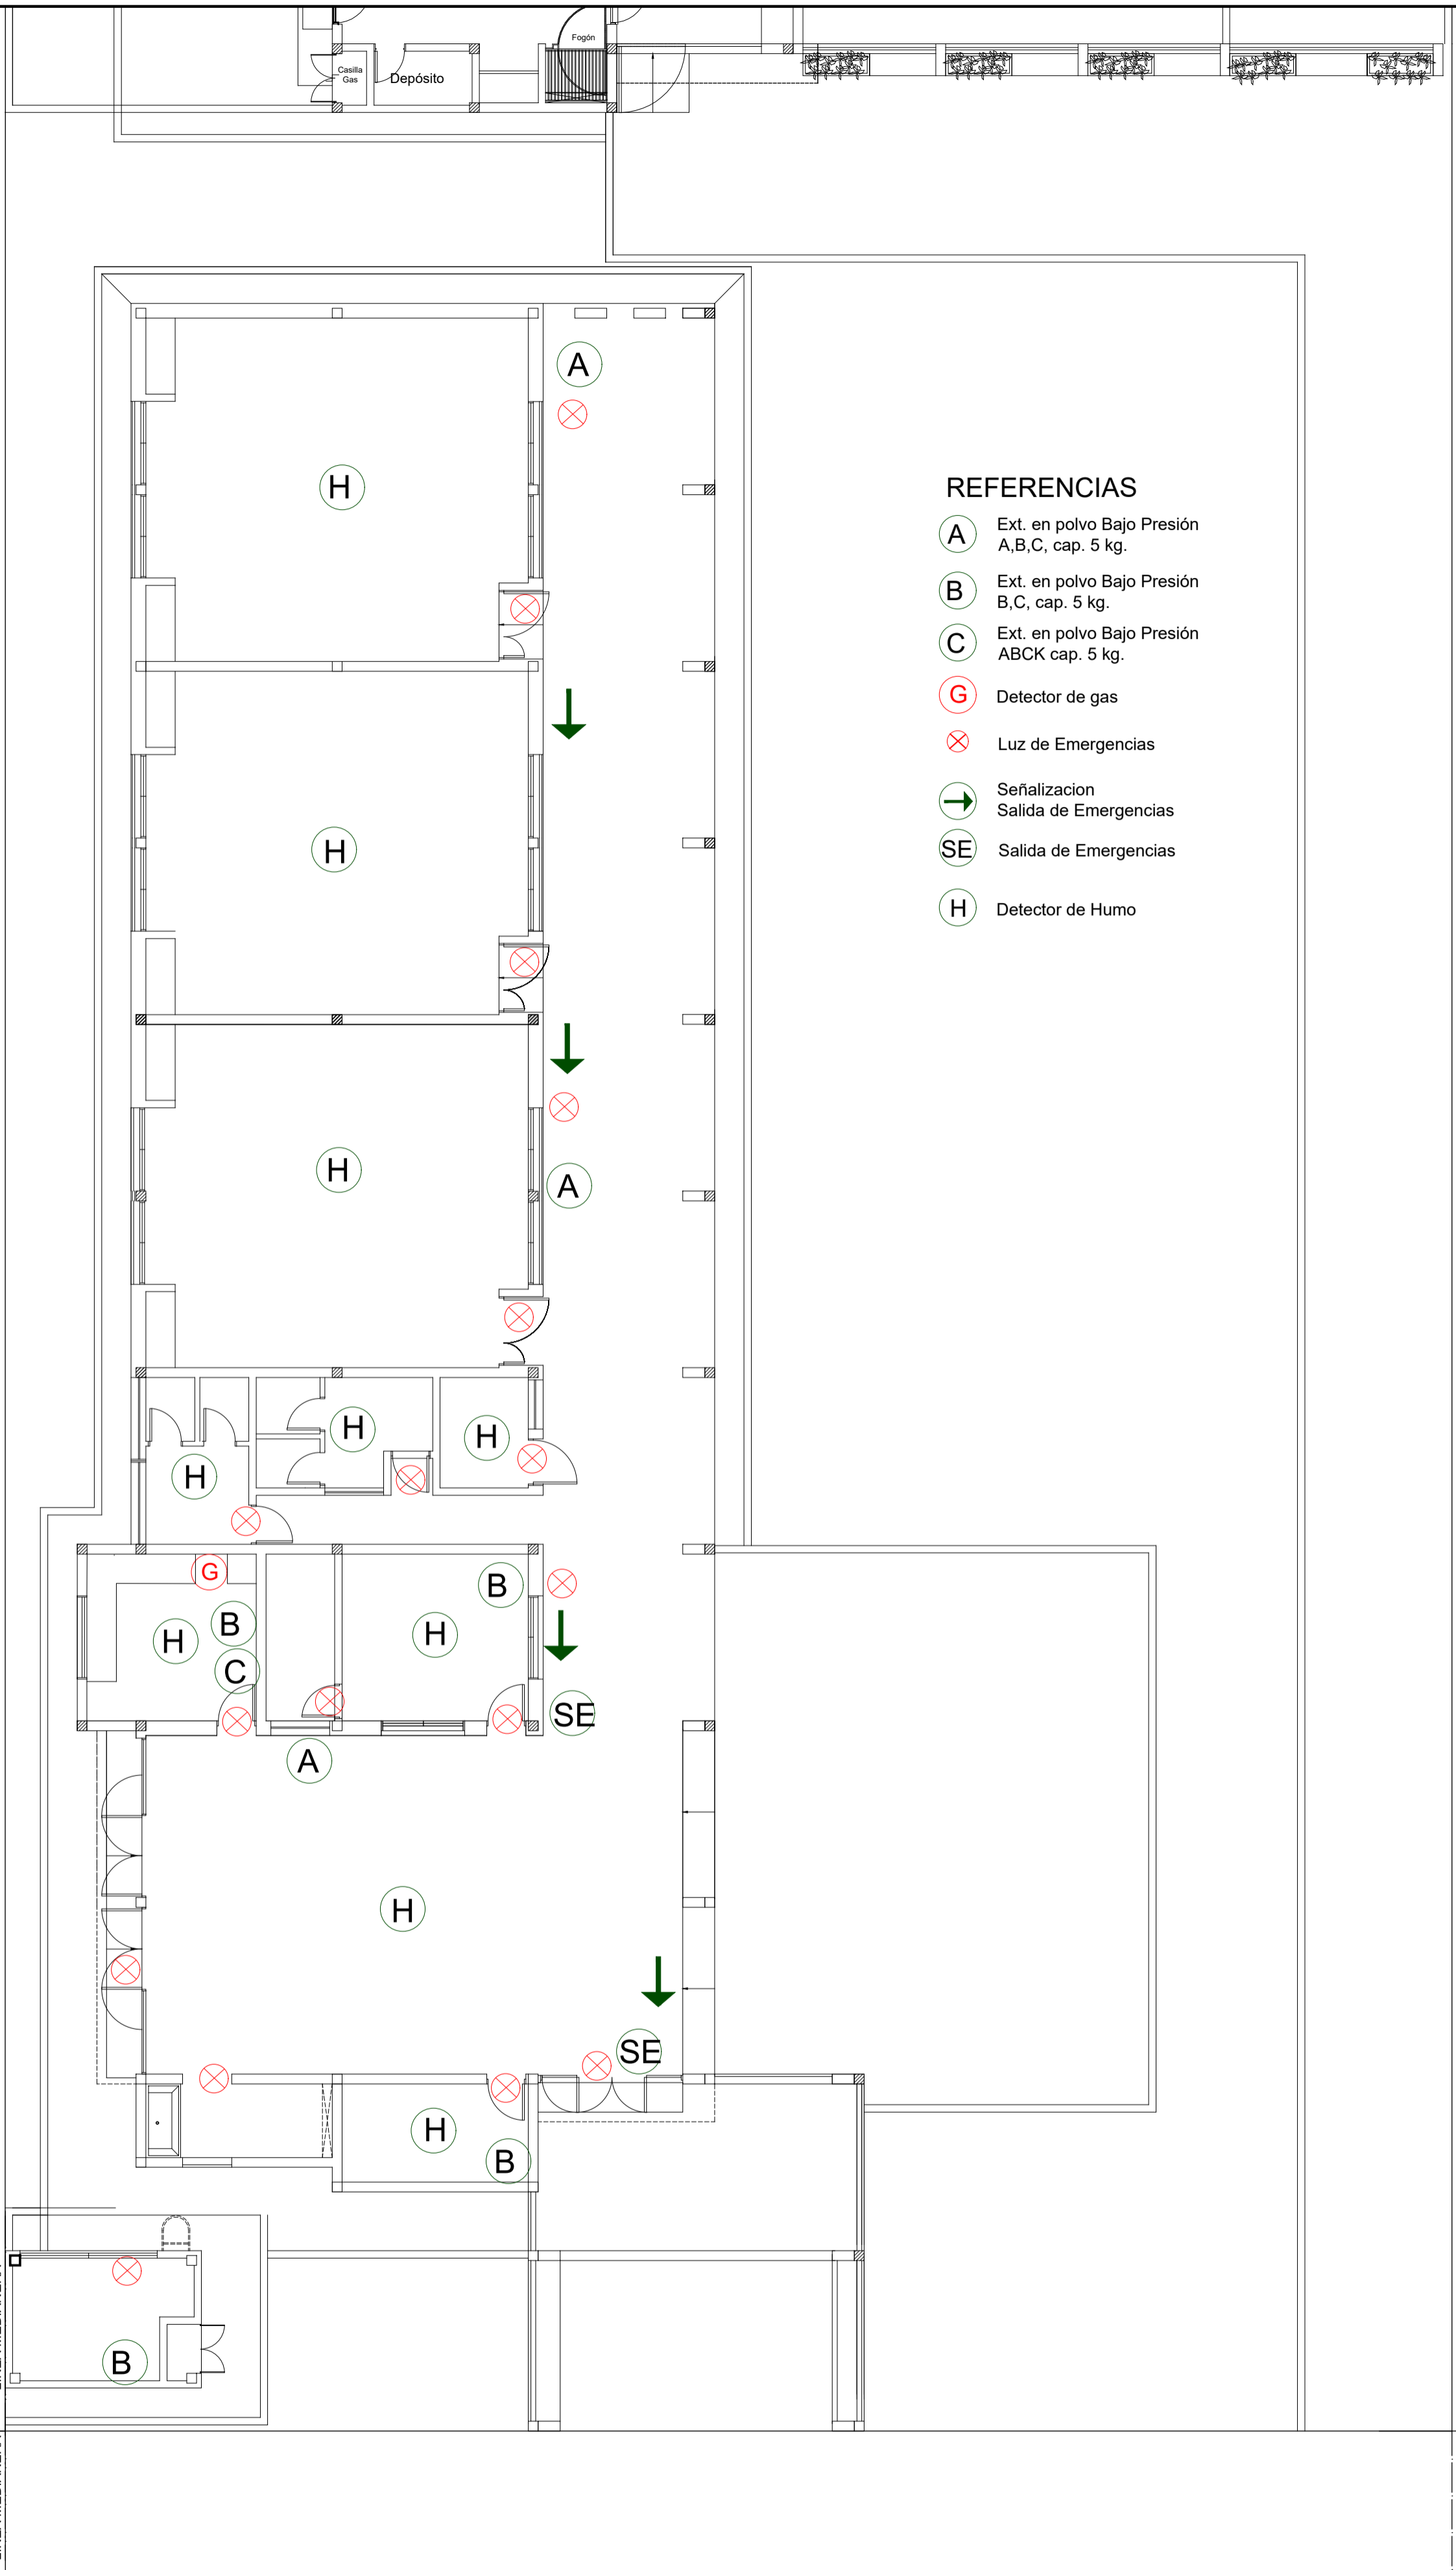 Fogón
Casilla
Gas
Depósito
A
H
REFERENCIAS
A Ext. en polvo Bajo Presión
A,B,C, cap. 5 kg.
B Ext. en polvo Bajo Presión
B,C, cap. 5 kg.
C Ext. en polvo Bajo Presión
ABCK cap. 5 kg.
G Detector de gas
Luz de Emergencias
Señalizacion
Salida de Emergencias
SE Salida de Emergencias
H Detector de Humo
H
H
A
H
H
H
G
B
B
H
H
C
SE
A
H
SE
H
B
B